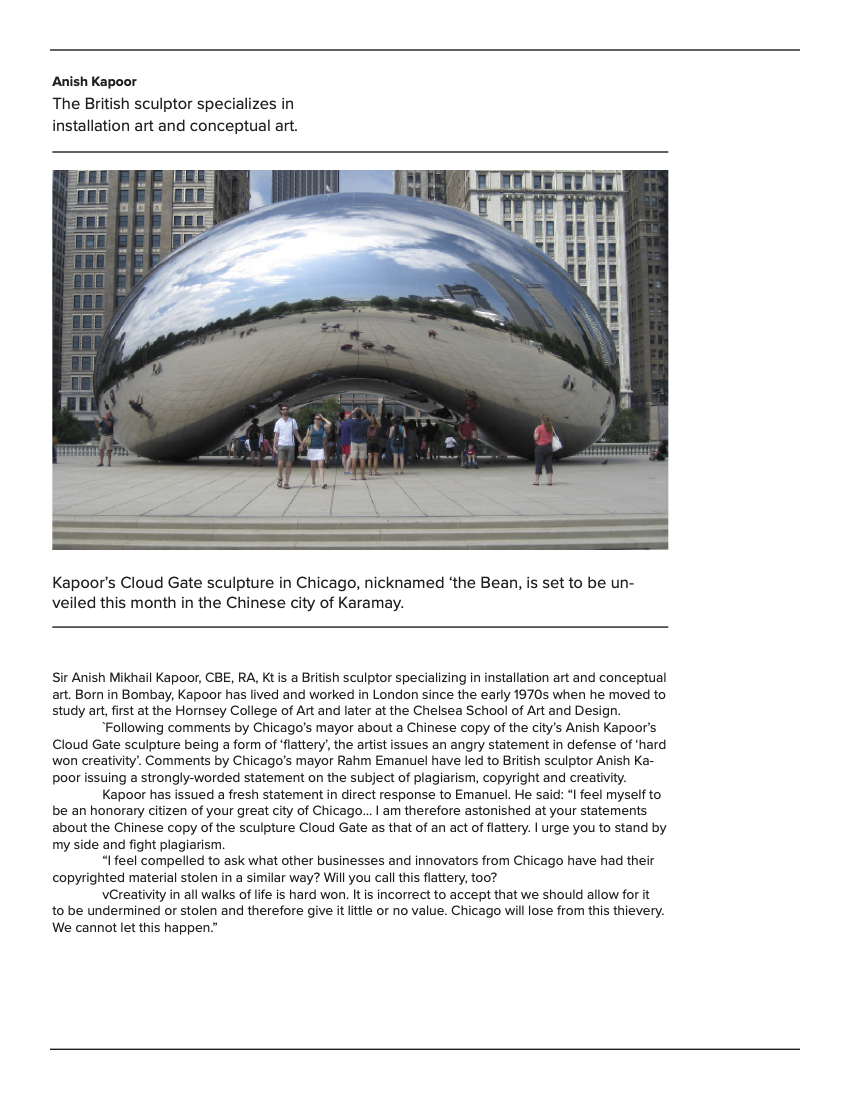 Anish Kapoor
The British sculptor specializes in
installation art and conceptual art.
Kapoor’s Cloud Gate sculpture in Chicago, nicknamed ‘the Bean, is set to be un-
veiled this month in the Chinese city of Karamay.
Sir Anish Mikhail Kapoor, CBE, RA, Kt is a British sculptor specializing in installation art and conceptual
art. Born in Bombay, Kapoor has lived and worked in London since the early 1970s when he moved to
study art, first at the Hornsey College of Art and later at the Chelsea School of Art and Design.
`Following comments by Chicago’s mayor about a Chinese copy of the city’s Anish Kapoor’s
Cloud Gate sculpture being a form of ‘flattery’, the artist issues an angry statement in defense of ‘hard
won creativity’. Comments by Chicago’s mayor Rahm Emanuel have led to British sculptor Anish Ka-
poor issuing a strongly-worded statement on the subject of plagiarism, copyright and creativity.
Kapoor has issued a fresh statement in direct response to Emanuel. He said: “I feel myself to
be an honorary citizen of your great city of Chicago... I am therefore astonished at your statements
about the Chinese copy of the sculpture Cloud Gate as that of an act of flattery. I urge you to stand by
my side and fight plagiarism.
“I feel compelled to ask what other businesses and innovators from Chicago have had their
copyrighted material stolen in a similar way? Will you call this flattery, too?
vCreativity in all walks of life is hard won. It is incorrect to accept that we should allow for it
to be undermined or stolen and therefore give it little or no value. Chicago will lose from this thievery.
We cannot let this happen.”